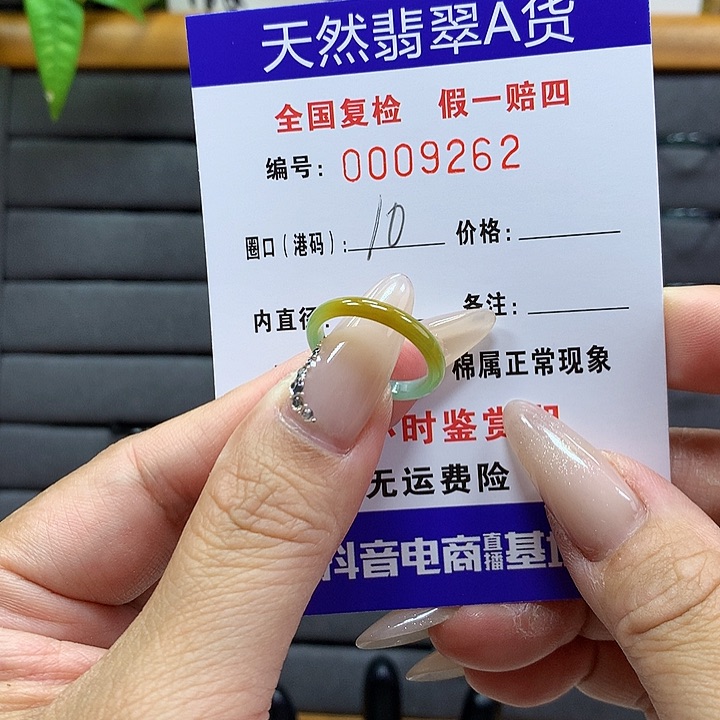 天然翡翠A货
全国复检 假一赔四
编号: 0009262
圈口(港码): 10 价格:
内直径 备注:
棉属正常现象
时鉴赏期
无运费险
抖音电商直播基地